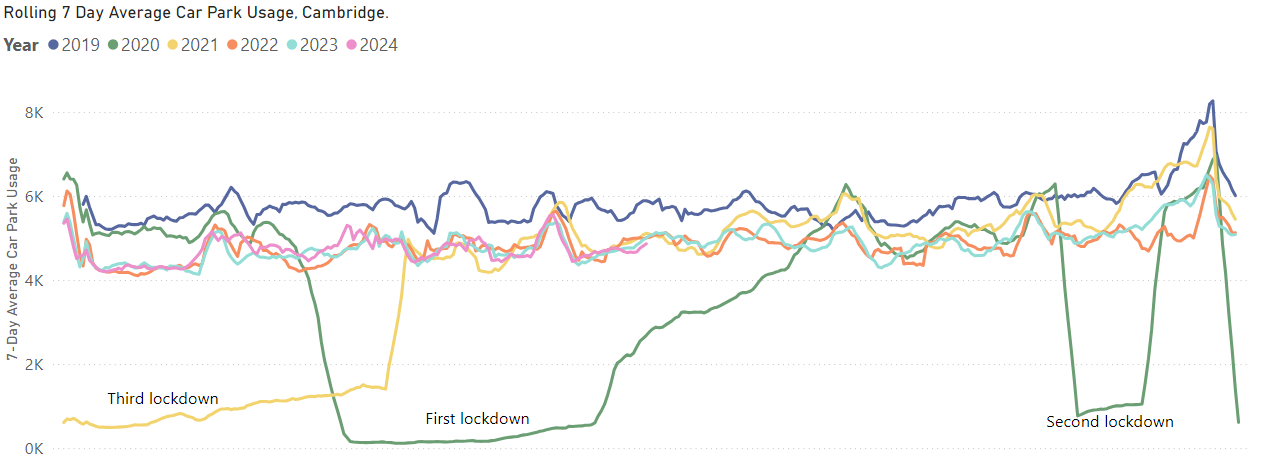 Rolling 7 Day Average Car Park Usage, Cambridge.
Year 2019 2020 2021 2022 2023 2024
7-Day Average Car Park Usage
8K
6K
4K
2K
0K
Third lockdown
First lockdown
Second lockdown